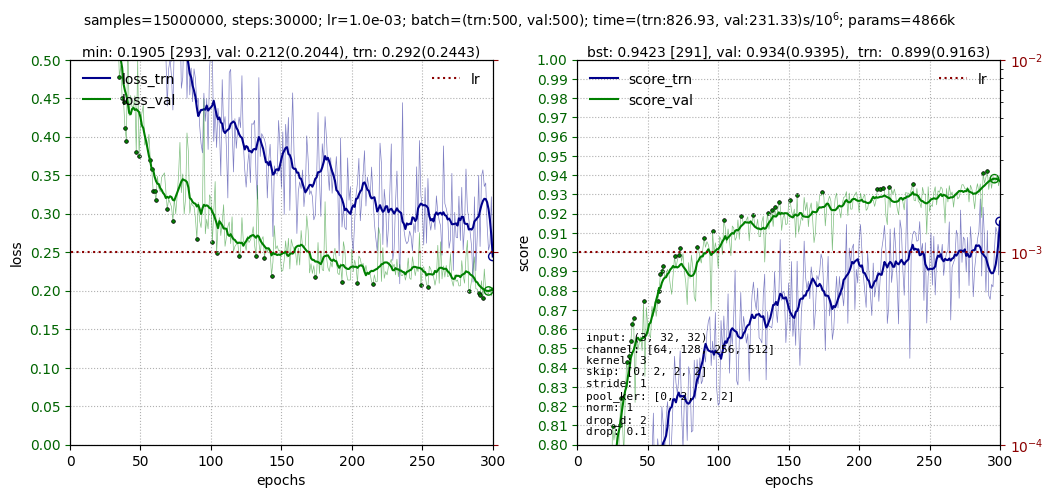 samples=15000000, steps:30000; lr=1.0e-03; batch=(trn:500, val:500); time=(trn:826.93, val:231.33)s/10⁶; params=4866k
min: 0.1905 [293], val: 0.212(0.2044), trn: 0.292(0.2443)
loss_trn
loss_val
lr
0.50
0.45
0.40
0.35
0.30
0.25
0.20
0.15
0.10
0.05
0.00
loss
0 50 100 150 200 250 300
epochs
bst: 0.9423 [291], val: 0.934(0.9395), trn: 0.899(0.9163)
score_trn
score_val
lr
1.00
0.99
0.98
0.97
0.96
0.95
0.94
0.93
0.92
0.91
0.90
0.89
0.88
0.87
0.86
0.85
0.84
0.83
0.82
0.81
0.80
score
input: (3, 32, 32)
channel: [64, 128, 256, 512]
kernel: 3
skip: [0, 2, 2, 2]
stride: 1
pool_ker: [0, 2, 2, 2]
norm: 1
drop_d: 2
drop: 0.1
10⁻²
10⁻³
10⁻⁴
0 50 100 150 200 250 300
epochs